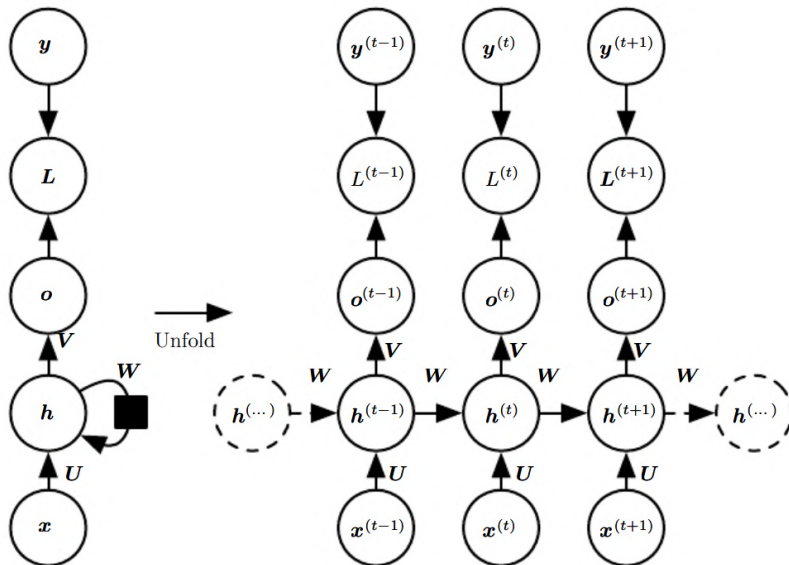 y y^(t−1) y^(t) y^(t+1)
L L^(t−1) L^(t) L^(t+1)
o o^(t−1) o^(t) o^(t+1)
Unfold
V V V V
W W W W W
h h^(...) h^(t−1) h^(t) h^(t+1) h^(...)
U U U U
x x^(t−1) x^(t) x^(t+1)